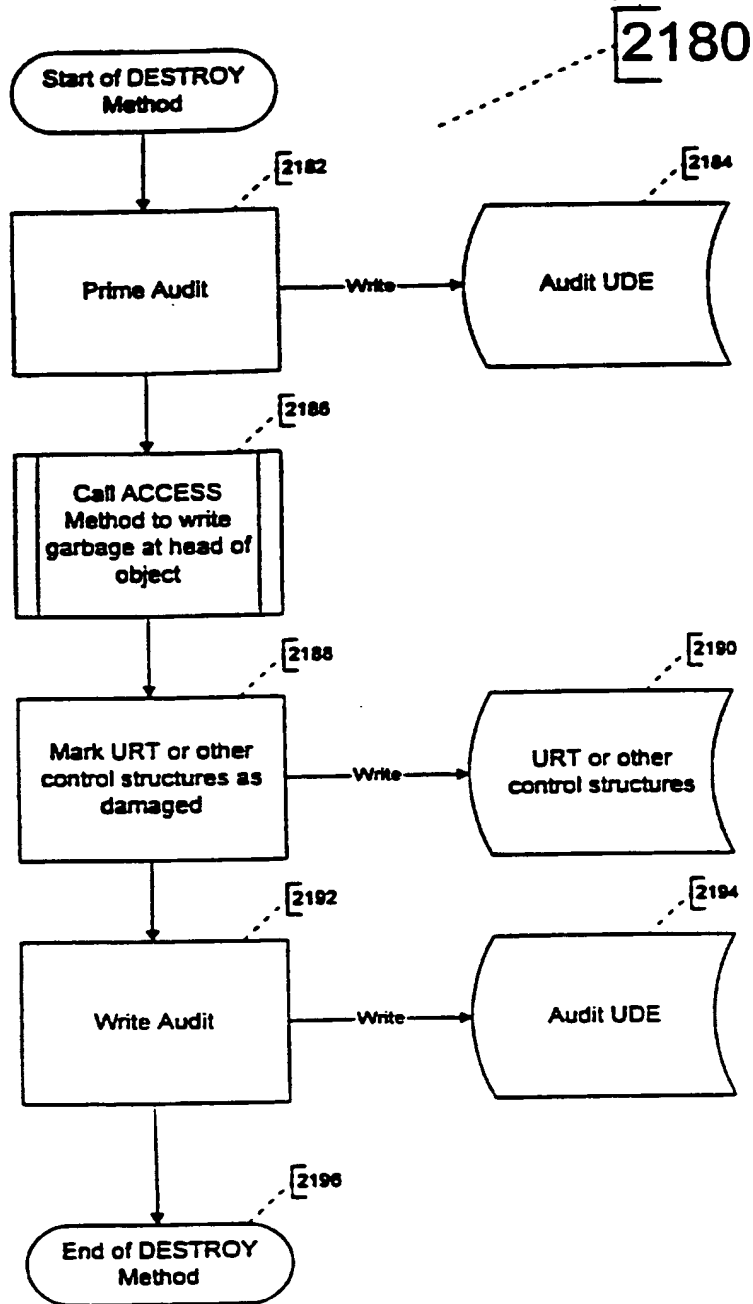 2180
Start of DESTROY
Method
2182
2184
Prime Audit
Write
Audit UDE
2186
Call ACCESS
Method to write
garbage at head of
object
2188
2190
Mark URT or other
control structures as
damaged
Write
URT or other
control structures
2192
2194
Write Audit
Write
Audit UDE
2196
End of DESTROY
Method